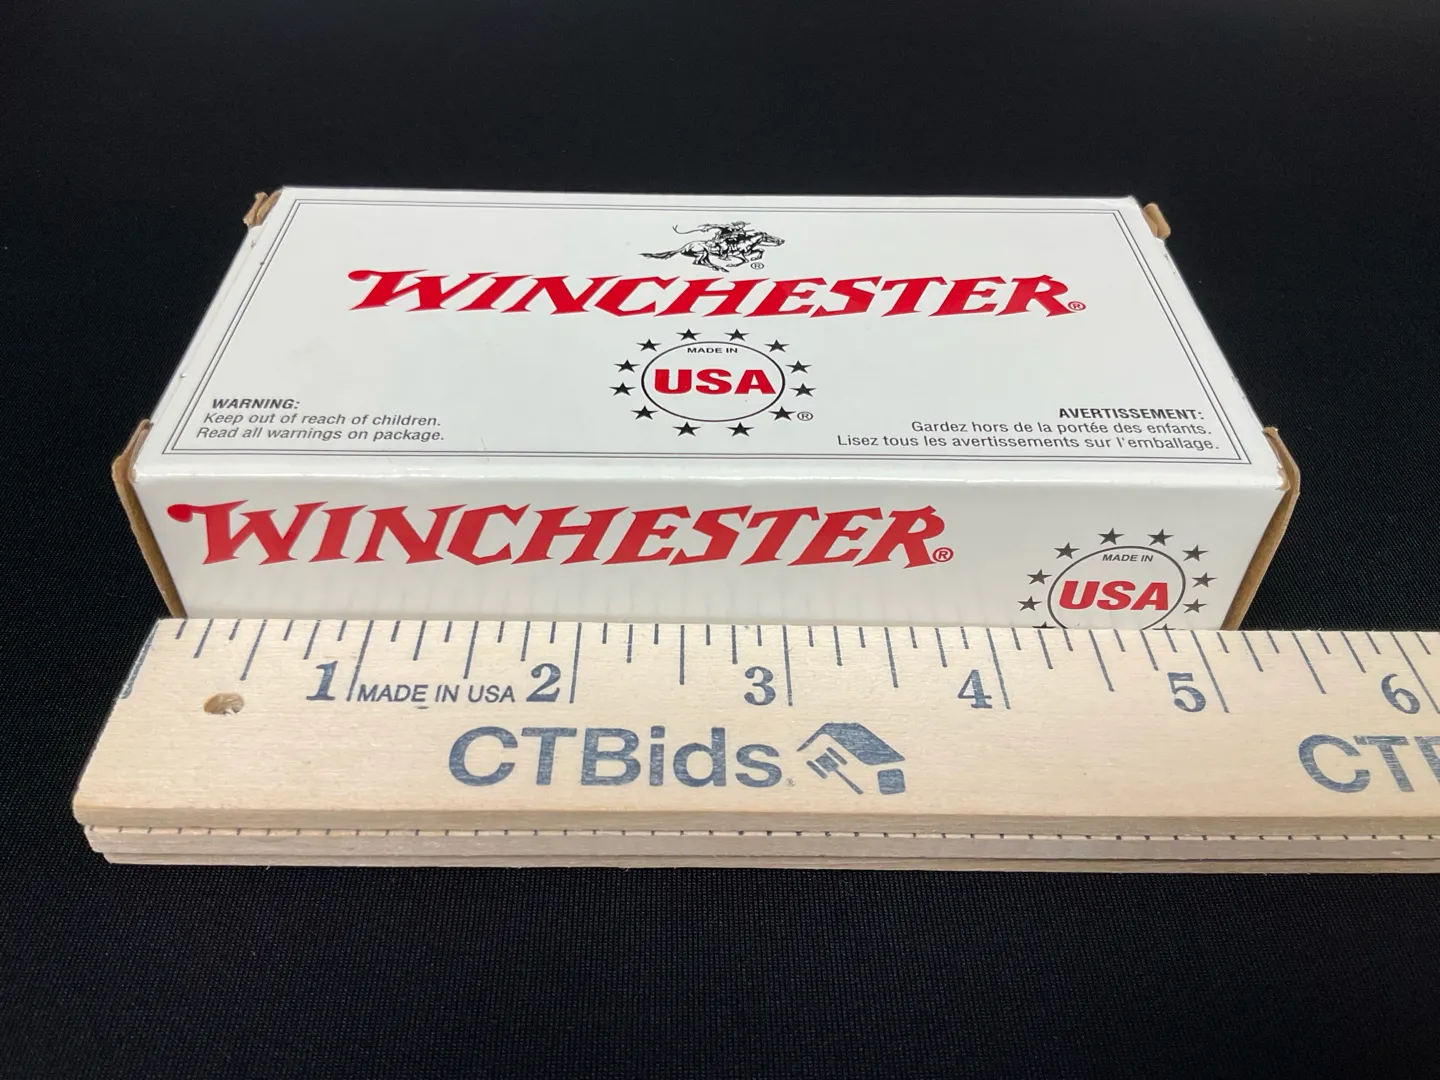 WINCHESTER®
MADE IN
USA®
WARNING:
Keep out of reach of children.
Read all warnings on package.
AVERTISSEMENT:
Gardez hors de la portée des enfants.
Lisez tous les avertissements sur l'emballage.
WINCHESTER®
MADE IN
USA
1 MADE IN USA 2 3 4 5 6
CTBids
CT